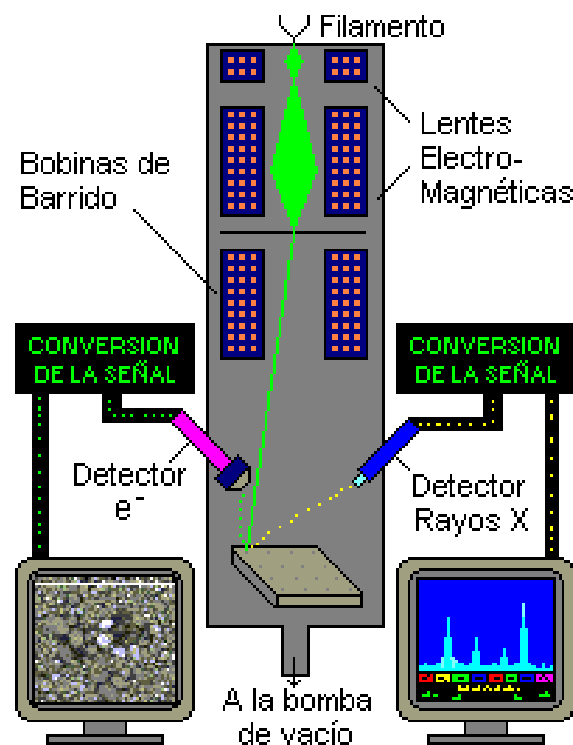 Filamento
Lentes
Electro-
Magnéticas
Bobinas de
Barrido
CONVERSION
DE LA SEÑAL
CONVERSION
DE LA SEÑAL
Detector
e⁻
Detector
Rayos X
A la bomba
de vacío